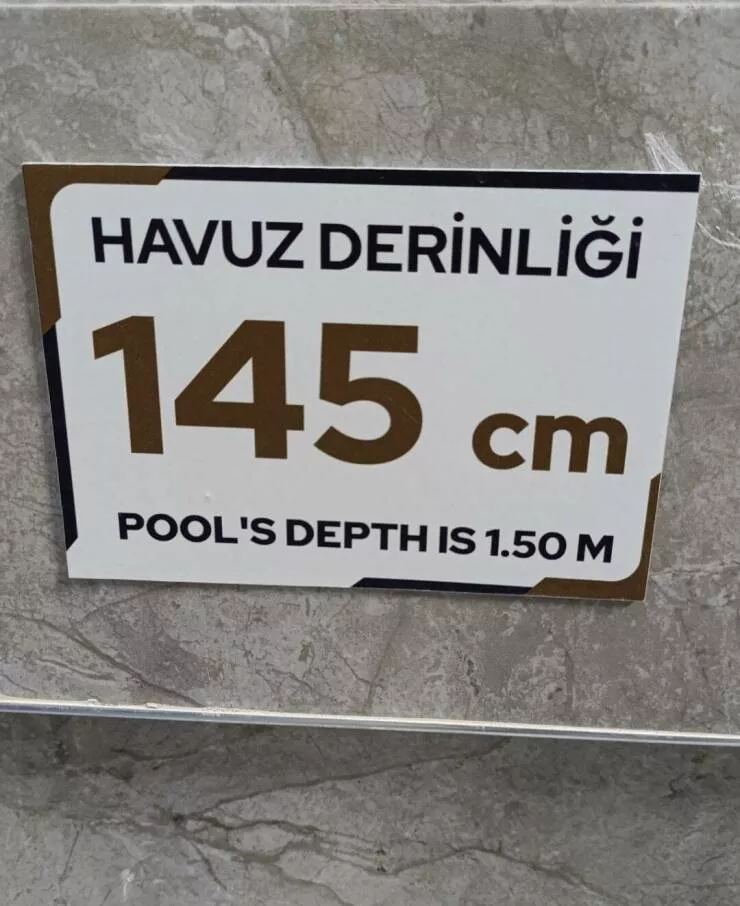 HAVUZ DERİNLİĞİ
145 cm
POOL'S DEPTH IS 1.50 M